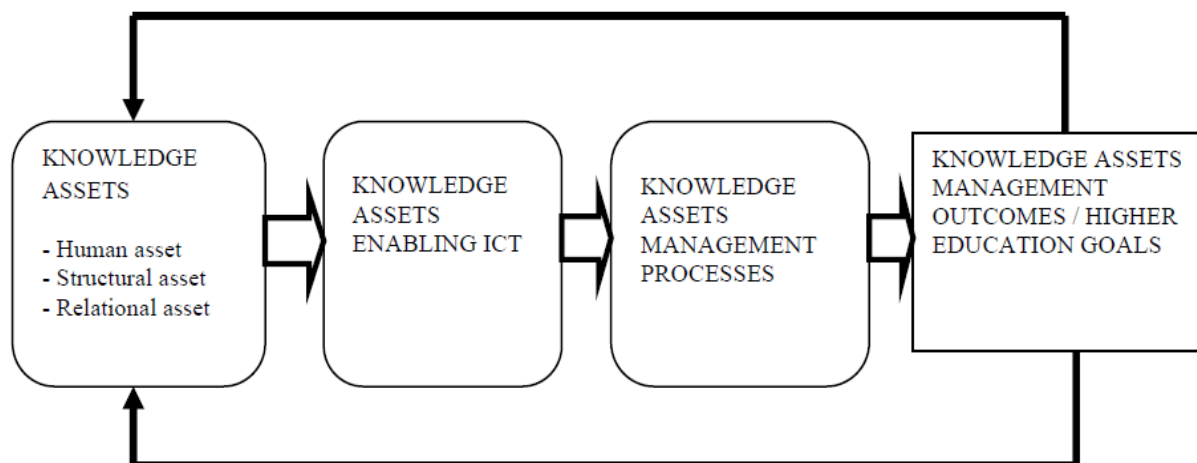 KNOWLEDGE
ASSETS
- Human asset
- Structural asset
- Relational asset
KNOWLEDGE
ASSETS
ENABLING ICT
KNOWLEDGE
ASSETS
MANAGEMENT
PROCESSES
KNOWLEDGE ASSETS
MANAGEMENT
OUTCOMES / HIGHER
EDUCATION GOALS